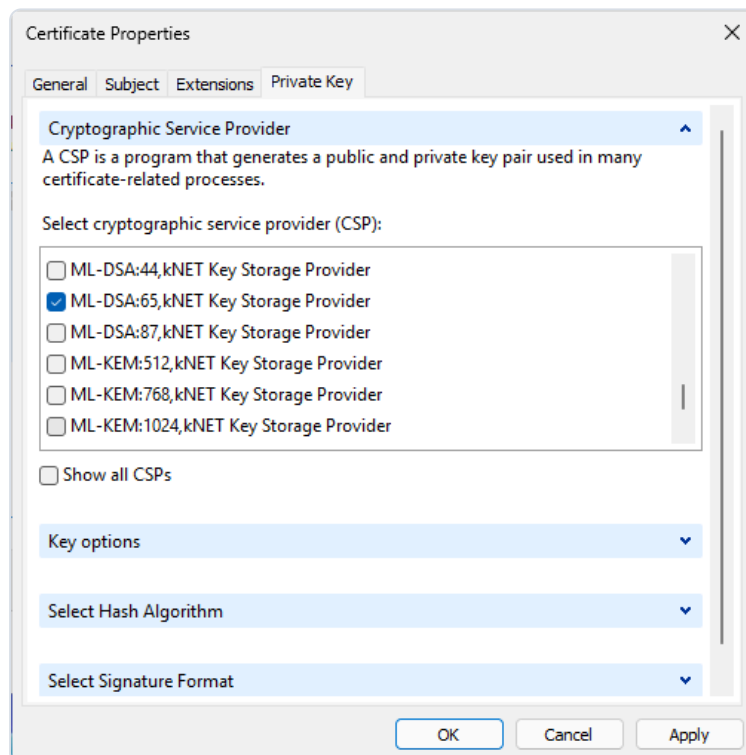 Certificate Properties
General Subject Extensions Private Key
Cryptographic Service Provider
A CSP is a program that generates a public and private key pair used in many
certificate-related processes.
Select cryptographic service provider (CSP):
ML-DSA:44,kNET Key Storage Provider
ML-DSA:65,kNET Key Storage Provider
ML-DSA:87,kNET Key Storage Provider
ML-KEM:512,kNET Key Storage Provider
ML-KEM:768,kNET Key Storage Provider
ML-KEM:1024,kNET Key Storage Provider
Show all CSPs
Key options
Select Hash Algorithm
Select Signature Format
OK Cancel Apply